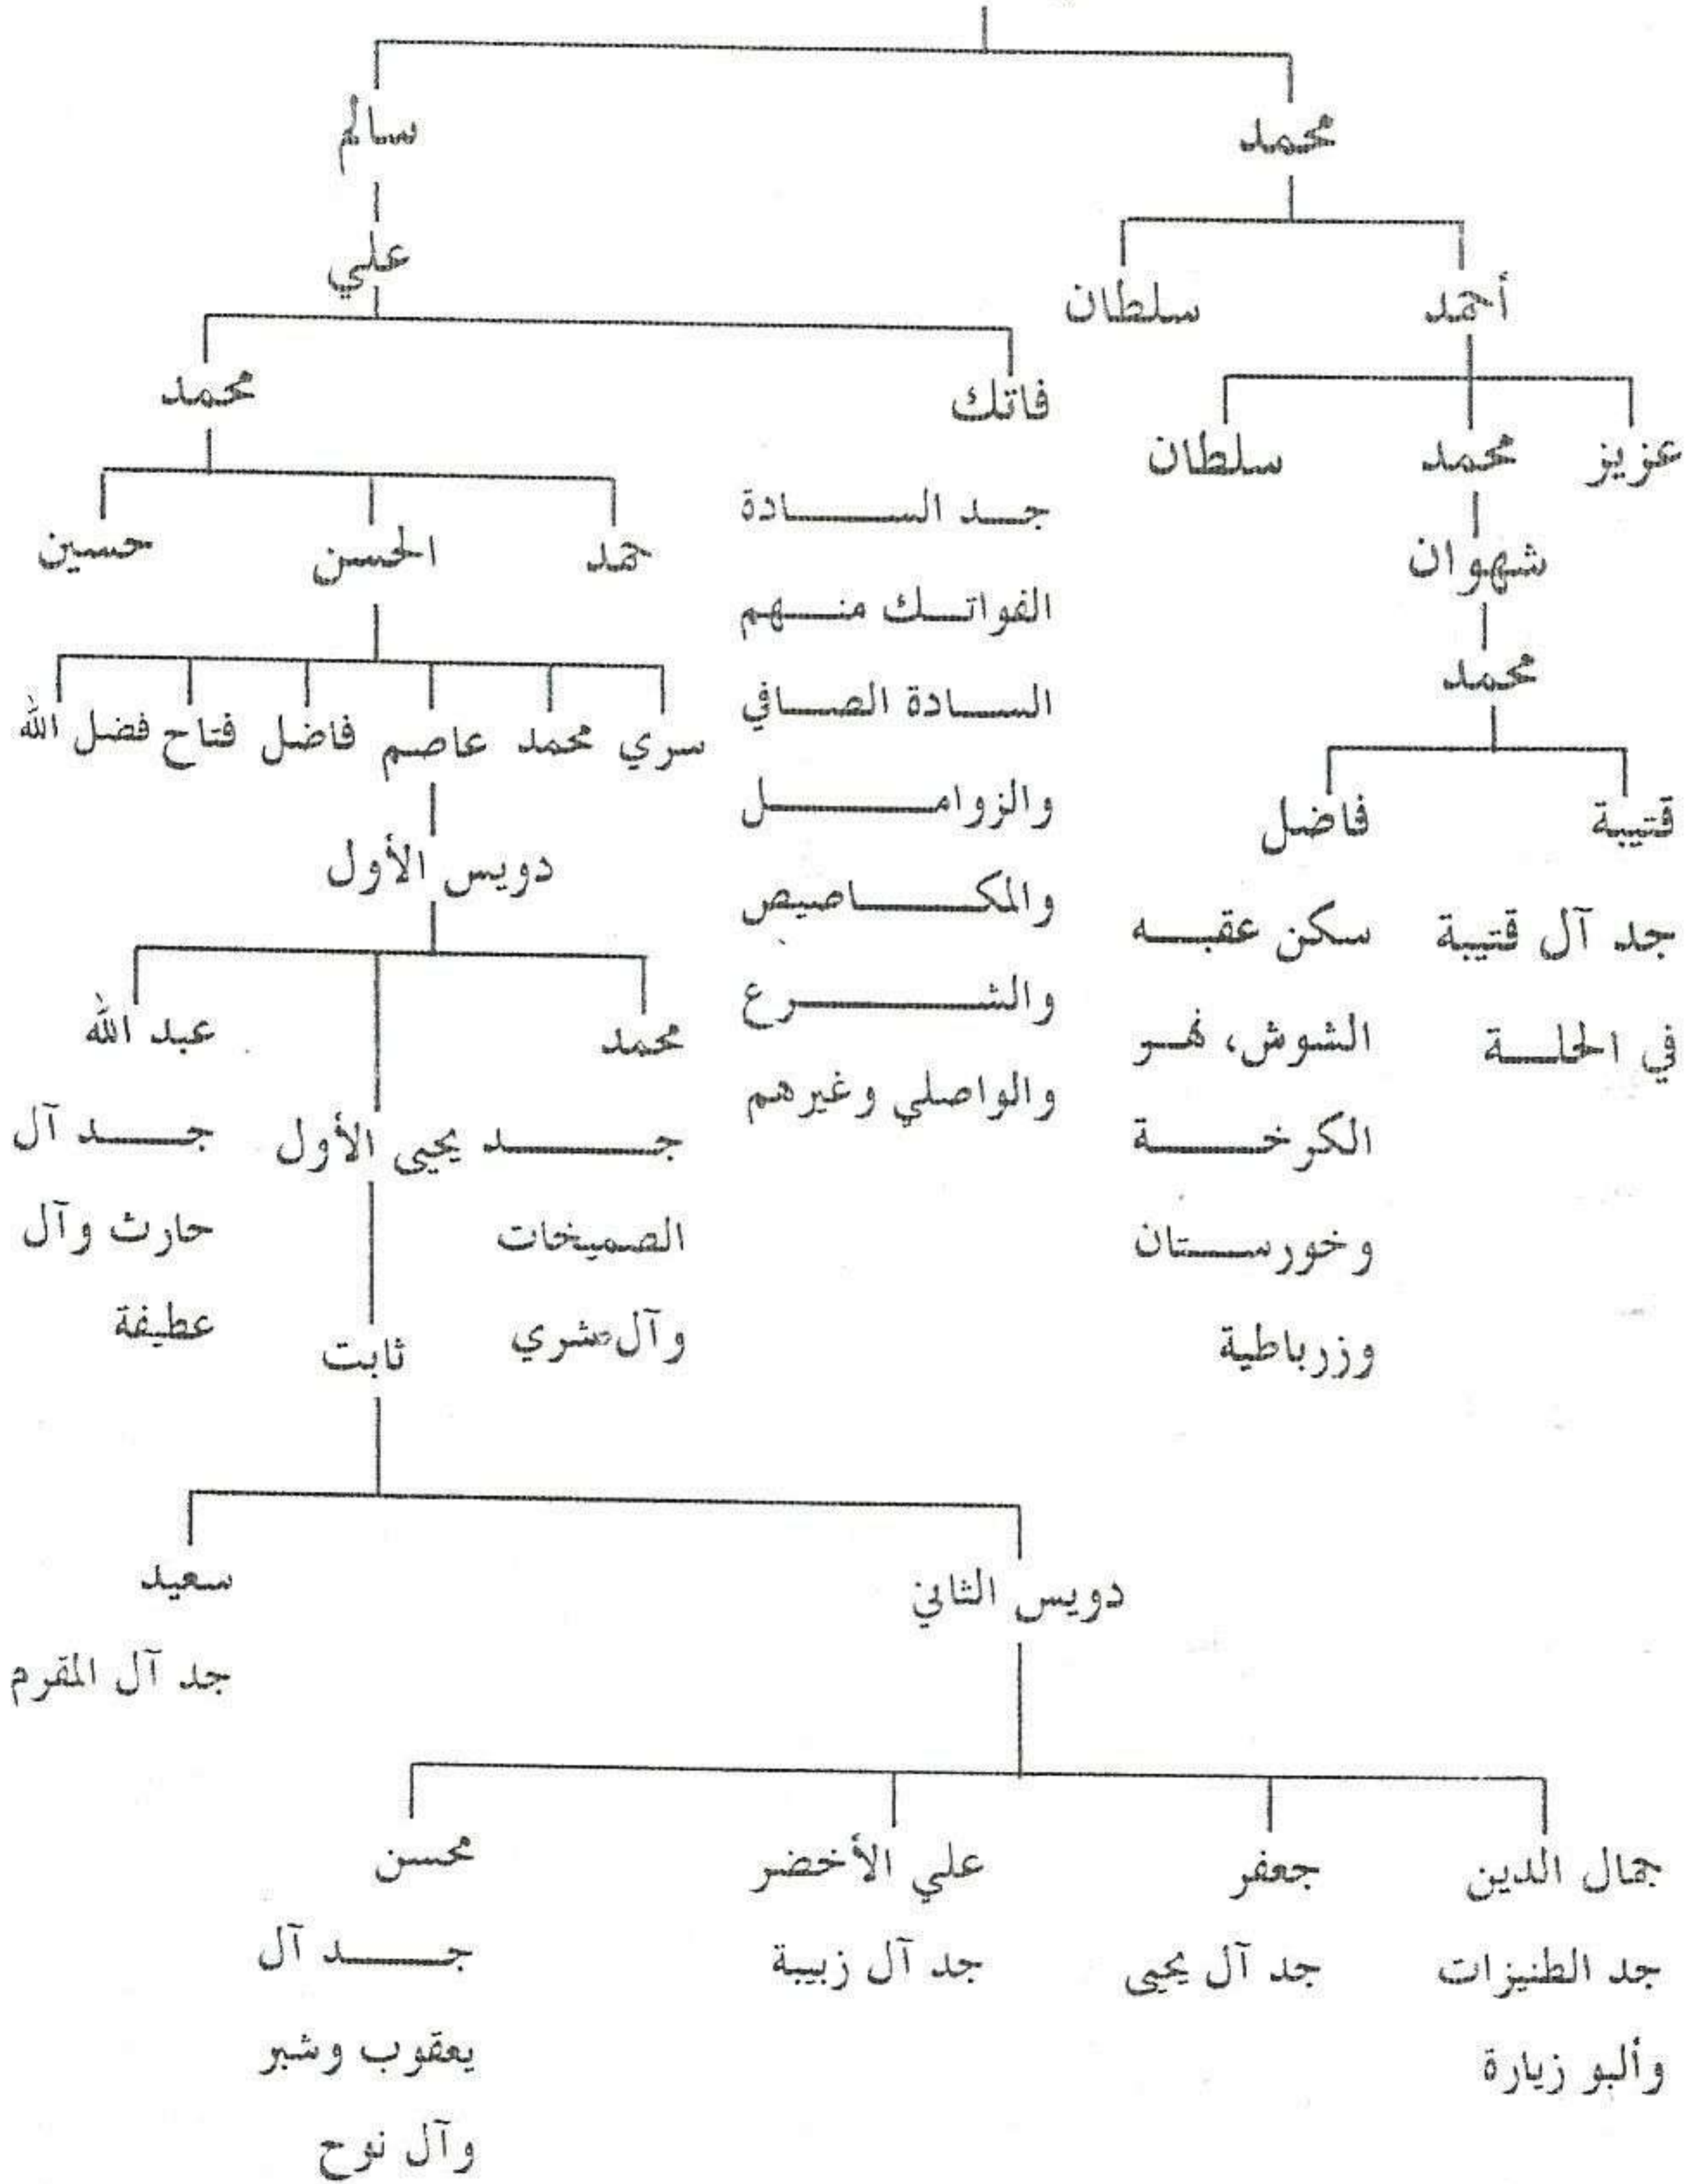 محمد
سالم
سلطان
أحمد
علي
عزيز
محمد
سلطان
فاتك
محمد
شهوان
محمد
قتيبة
جد آل قتيبة
في الحلة
فاضل
سكن عقبه
الشوش، نهر
الكرخة
وخورستان
وزرباطية
جد السادة
الفواتك منهم
السادة الصافي
والزوامل
والمكاصيص
والشرع
والواصلي وغيرهم
حمد
الحسن
حسين
سري محمد عاصم فاضل فتاح فضل الله
دويس الأول
محمد
جد
الصميخات
وآل شري
يحيى الأول
عبد الله
جد آل
حارث وآل
عطيفة
ثابت
دويس الثاني
سعيد
جد آل المقرم
جمال الدين
جد الطنيزات
وألبو زيارة
جعفر
جد آل يحيى
علي الأخضر
جد آل زبيبة
محسن
جد آل
يعقوب وشبر
وآل نوح